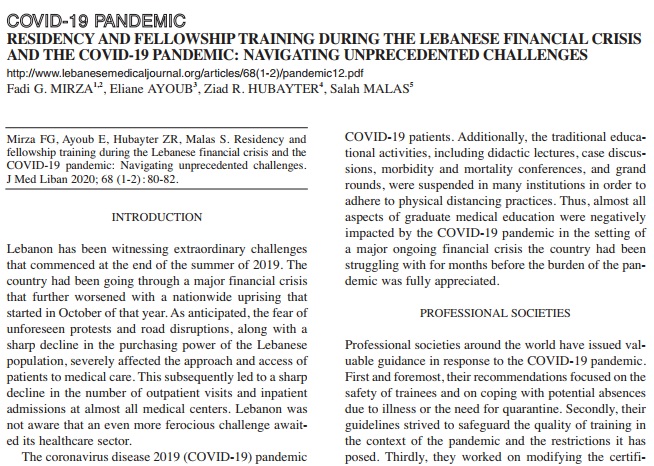 COVID-19 PANDEMIC
RESIDENCY AND FELLOWSHIP TRAINING DURING THE LEBANESE FINANCIAL CRISIS
AND THE COVID-19 PANDEMIC: NAVIGATING UNPRECEDENTED CHALLENGES
http://www.lebanesemedicaljournal.org/articles/68(1-2)/pandemic12.pdf
Fadi G. MIRZA1,2, Eliane AYOUB3, Ziad R. HUBAYTER4, Salah MALAS5
Mirza FG, Ayoub E, Hubayter ZR, Malas S. Residency and
fellowship training during the Lebanese financial crisis and the
COVID-19 pandemic: Navigating unprecedented challenges.
J Med Liban 2020; 68 (1-2) : 80-82.
INTRODUCTION
Lebanon has been witnessing extraordinary challenges
that commenced at the end of the summer of 2019. The
country had been going through a major financial crisis
that further worsened with a nationwide uprising that
started in October of that year. As anticipated, the fear of
unforeseen protests and road disruptions, along with a
sharp decline in the purchasing power of the Lebanese
population, severely affected the approach and access of
patients to medical care. This subsequently led to a sharp
decline in the number of outpatient visits and inpatient
admissions at almost all medical centers. Lebanon was
not aware that an even more ferocious challenge await-
ed its healthcare sector.
The coronavirus disease 2019 (COVID-19) pandemic
COVID-19 patients. Additionally, the traditional educa-
tional activities, including didactic lectures, case discus-
sions, morbidity and mortality conferences, and grand
rounds, were suspended in many institutions in order to
adhere to physical distancing practices. Thus, almost all
aspects of graduate medical education were negatively
impacted by the COVID-19 pandemic in the setting of
a major ongoing financial crisis the country had been
struggling with for months before the burden of the pan-
demic was fully appreciated.
PROFESSIONAL SOCIETIES
Professional societies around the world have issued val-
uable guidance in response to the COVID-19 pandemic.
First and foremost, their recommendations focused on the
safety of trainees and on coping with potential absences
due to illness or the need for quarantine. Secondly, their
guidelines strived to safeguard the quality of training in
the context of the pandemic and the restrictions it has
posed. Thirdly, they worked on modifying the certifi-